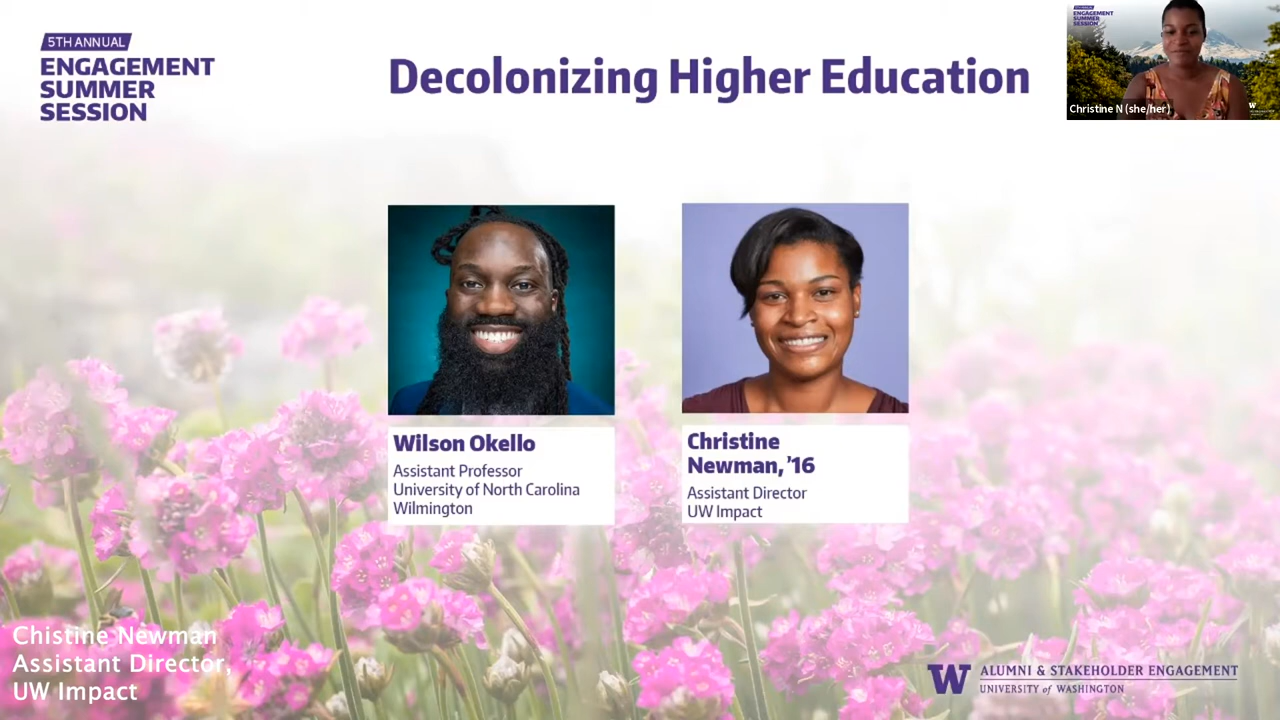 5TH ANNUAL
ENGAGEMENT
SUMMER
SESSION
Decolonizing Higher Education
ENGAGEMENT
SUMMER
SESSION
Christine N (she/her)
W
Wilson Okello
Assistant Professor
University of North Carolina
Wilmington
Christine
Newman, ’16
Assistant Director
UW Impact
Chistine Newman
Assistant Director,
UW Impact
W ALUMNI & STAKEHOLDER ENGAGEMENT
UNIVERSITY of WASHINGTON